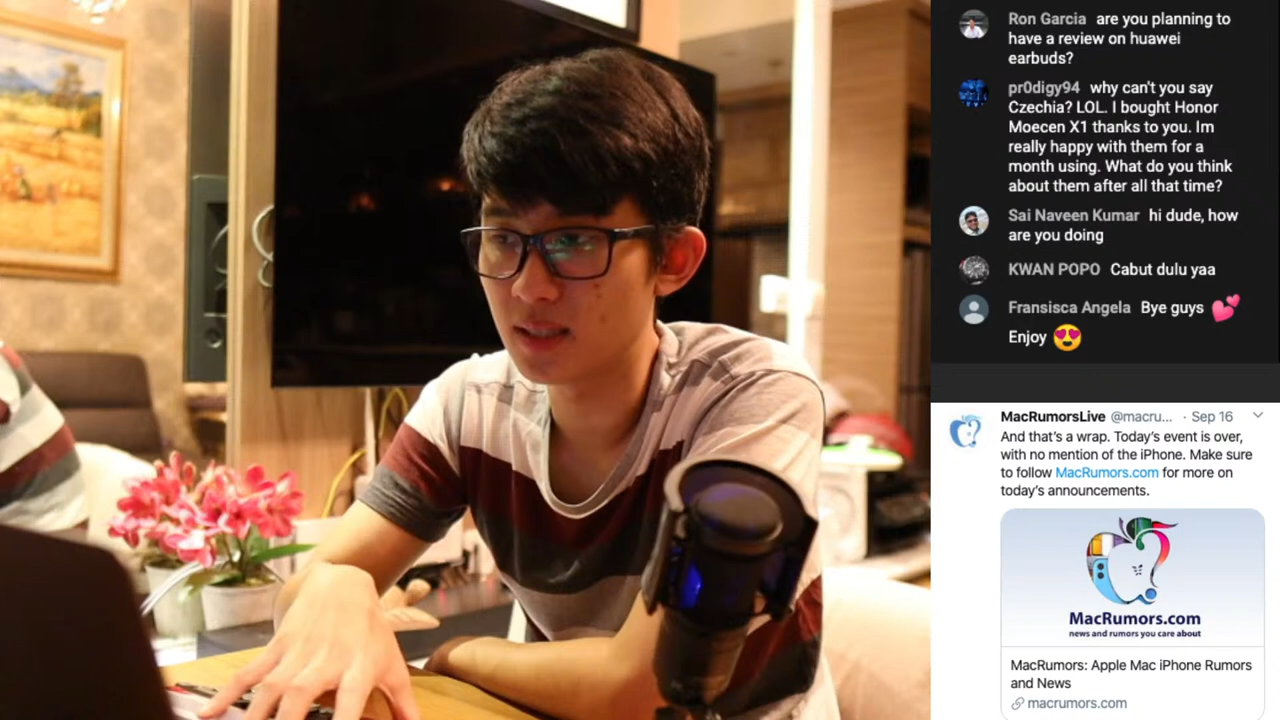 Ron Garcia are you planning to
have a review on huawei
earbuds?
pr0digy94 why can't you say
Czechia? LOL. I bought Honor
Moecen X1 thanks to you. Im
really happy with them for a
month using. What do you think
about them after all that time?
Sai Naveen Kumar hi dude, how
are you doing
KWAN POPO Cabut dulu yaa
Fransisca Angela Bye guys 💕
Enjoy 😍
MacRumorsLive @macru... · Sep 16
And that's a wrap. Today's event is over,
with no mention of the iPhone. Make sure
to follow MacRumors.com for more on
today's announcements.
MacRumors.com
news and rumors you care about
MacRumors: Apple Mac iPhone Rumors
and News
macrumors.com